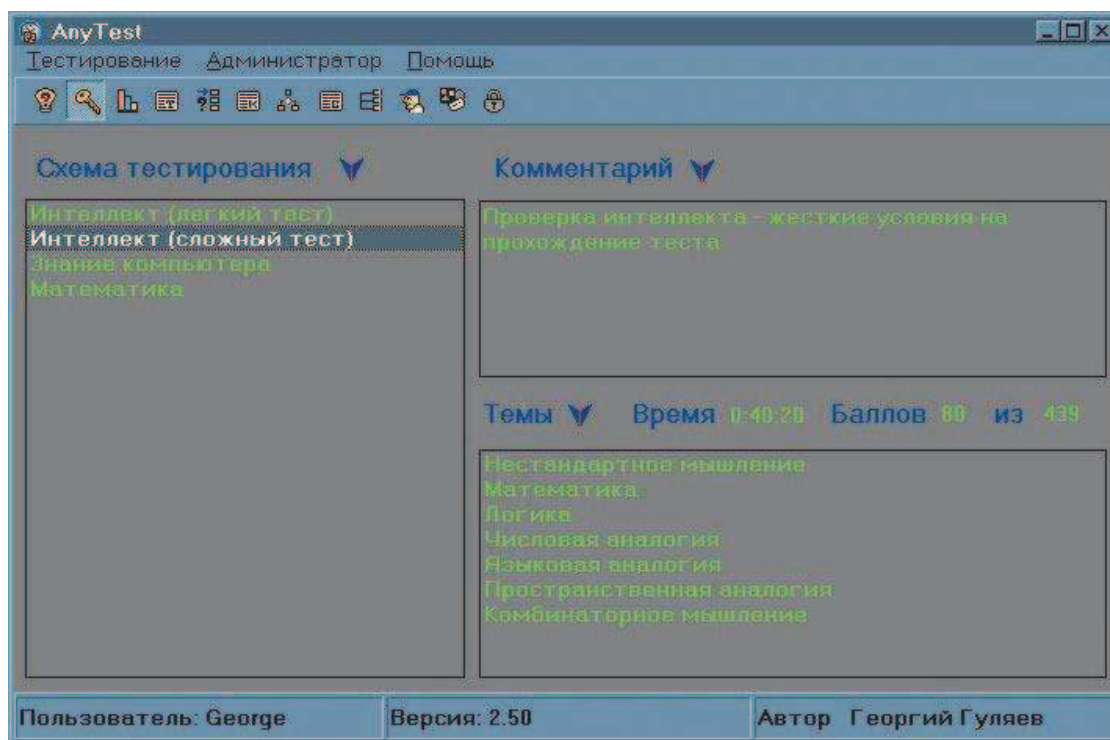 AnyTest
Тестирование Администратор Помощь
Схема тестирования
Интеллект (легкий тест)
Интеллект (сложный тест)
Знание компьютера
Математика
Комментарий
Проверка интеллекта - жесткие условия на
прохождение теста
Темы Время 0:40:20 Баллов 80 из 439
Нестандартное мышление
Математика
Логика
Числовая аналогия
Языковая аналогия
Пространственная аналогия
Комбинаторное мышление
Пользователь: George Версия: 2.50 Автор Георгий Гуляев